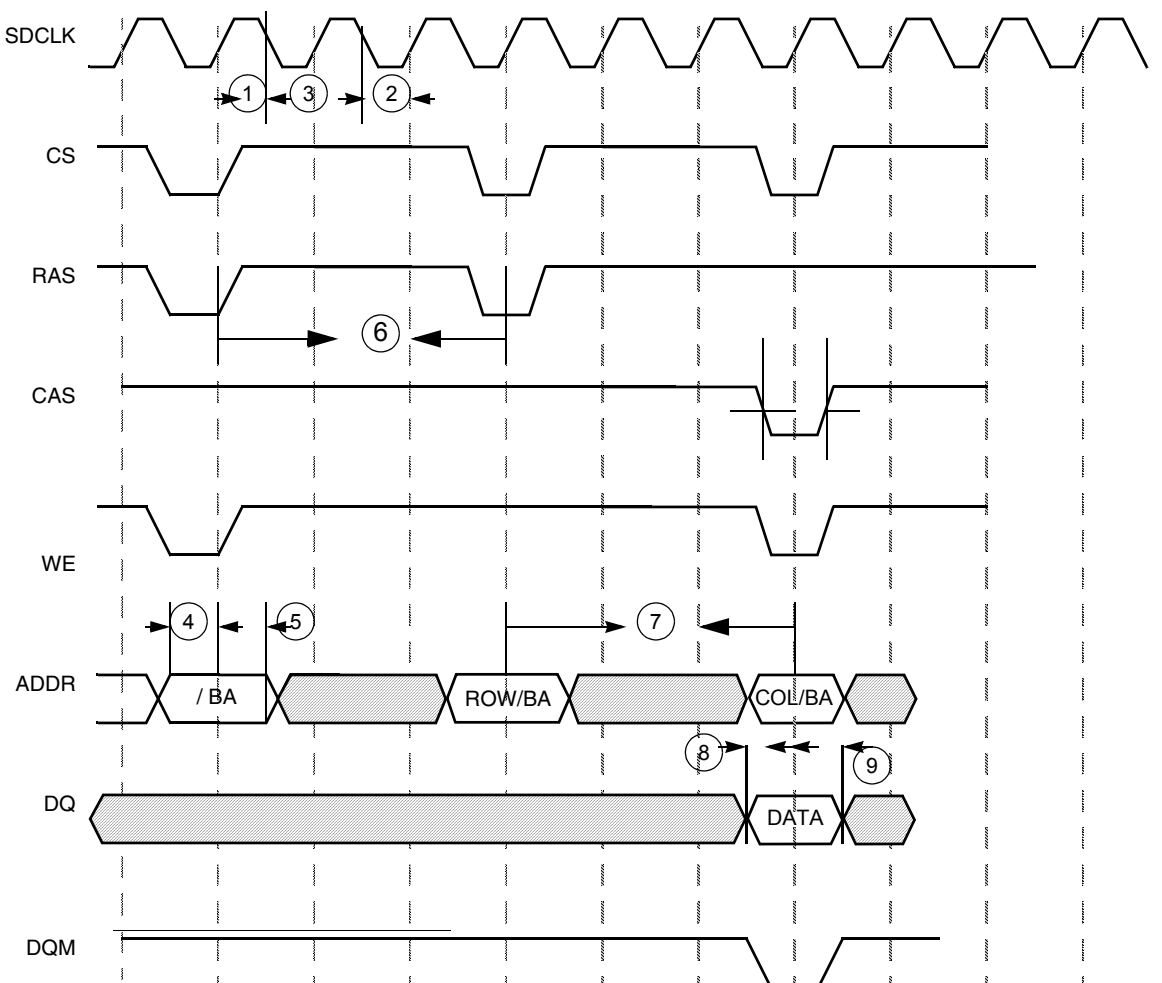 SDCLK
1 3 2
CS
RAS
6
CAS
WE
4 5 7
ADDR / BA ROW/BA COL/BA
8 9
DQ DATA
DQM